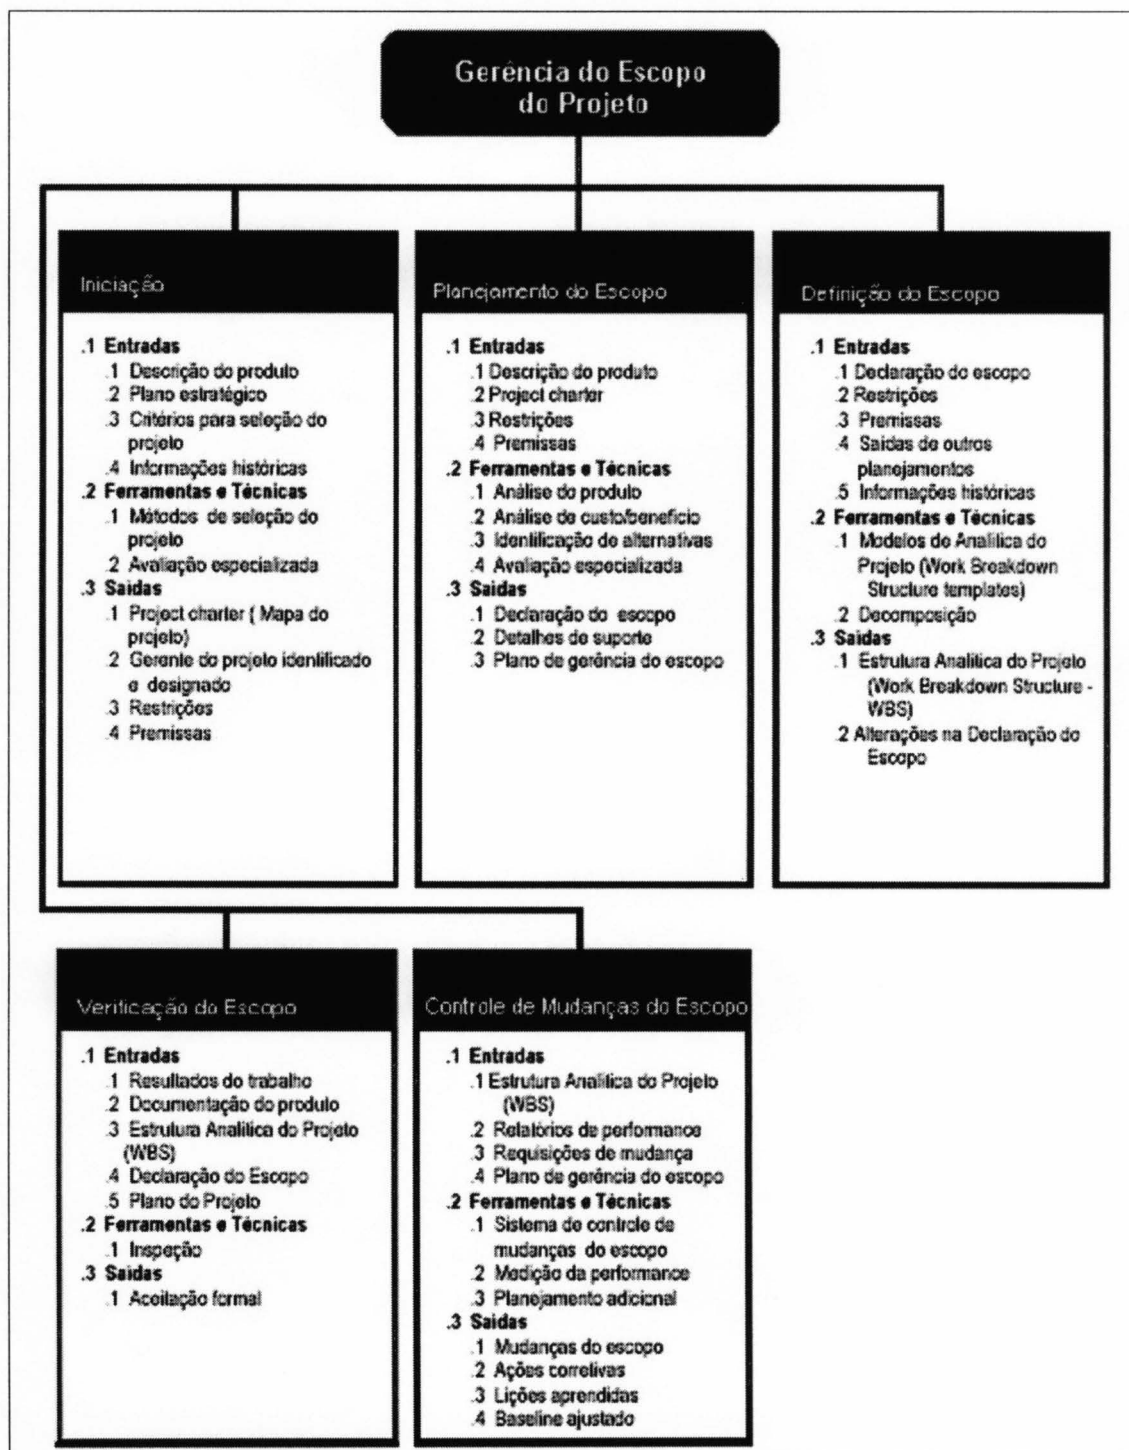 Gerência do Escopo
do Projeto
Iniciação
.1 Entradas
.1 Descrição do produto
.2 Plano estratégico
.3 Critérios para seleção do
projeto
.4 Informações históricas
.2 Ferramentas e Técnicas
.1 Métodos de seleção do
projeto
.2 Avaliação especializada
.3 Saídas
.1 Project charter ( Mapa do
projeto)
.2 Gerente do projeto identificado
e designado
.3 Restrições
.4 Premissas
Planejamento do Escopo
.1 Entradas
.1 Descrição do produto
.2 Project charter
.3 Restrições
.4 Premissas
.2 Ferramentas e Técnicas
.1 Análise do produto
.2 Análise de custo/benefício
.3 Identificação de alternativas
.4 Avaliação especializada
.3 Saídas
.1 Declaração do escopo
.2 Detalhes de suporte
.3 Plano de gerência do escopo
Definição do Escopo
.1 Entradas
.1 Declaração do escopo
.2 Restrições
.3 Premissas
.4 Saídas de outros
planejamentos
.5 Informações históricas
.2 Ferramentas e Técnicas
.1 Modelos de Analítica do
Projeto (Work Breakdown
Structure templates)
.2 Decomposição
.3 Saídas
.1 Estrutura Analítica do Projeto
(Work Breakdown Structure -
WBS)
.2 Alterações na Declaração do
Escopo
Verificação do Escopo
.1 Entradas
.1 Resultados do trabalho
.2 Documentação do produto
.3 Estrutura Analítica do Projeto
(WBS)
.4 Declaração do Escopo
.5 Plano do Projeto
.2 Ferramentas e Técnicas
.1 Inspeção
.3 Saídas
.1 Aceitação formal
Controle de Mudanças do Escopo
.1 Entradas
.1 Estrutura Analítica do Projeto
(WBS)
.2 Relatórios de performance
.3 Requisições de mudança
.4 Plano de gerência do escopo
.2 Ferramentas e Técnicas
.1 Sistema de controle de
mudanças do escopo
.2 Medição da performance
.3 Planejamento adicional
.3 Saídas
.1 Mudanças do escopo
.2 Ações corretivas
.3 Lições aprendidas
.4 Baseline ajustado